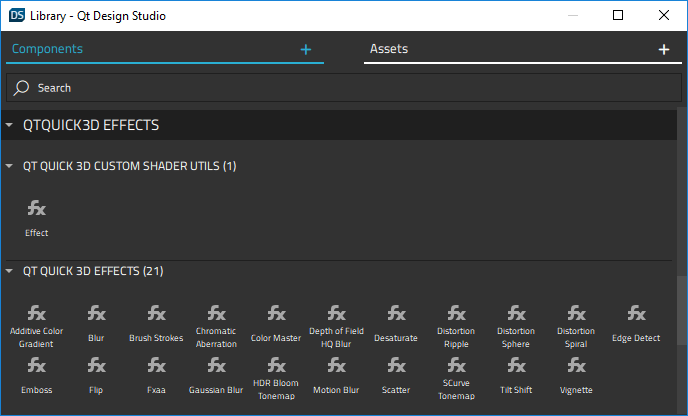 DS Library - Qt Design Studio
Components + Assets +
Search
QTQUICK3D EFFECTS
QT QUICK 3D CUSTOM SHADER UTILS (1)
fx
Effect
QT QUICK 3D EFFECTS (21)
fx fx fx fx fx fx fx fx fx fx fx
Additive Color Gradient Blur Brush Strokes Chromatic Aberration Color Master Depth of Field HQ Blur Desaturate Distortion Ripple Distortion Sphere Distortion Spiral Edge Detect
fx fx fx fx fx fx fx fx fx fx
Emboss Flip Fxaa Gaussian Blur HDR Bloom Tonemap Motion Blur Scatter SCurve Tonemap Tilt Shift Vignette